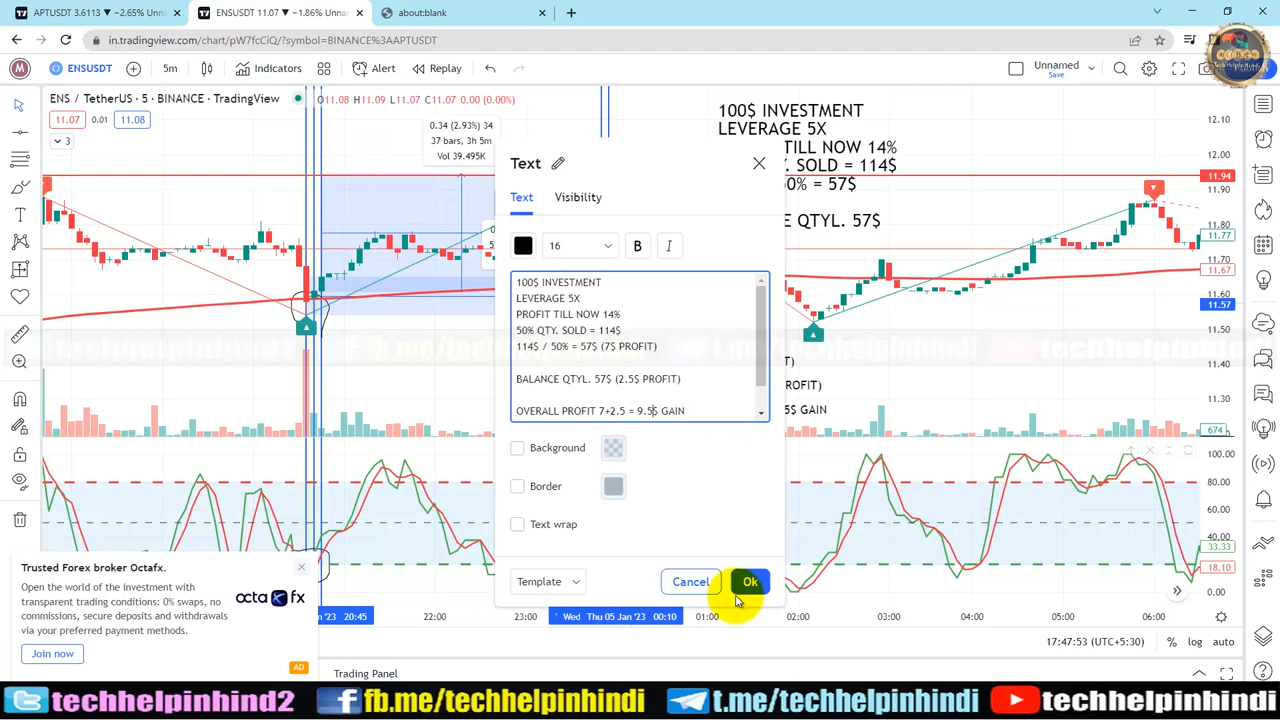 APTUSDT 3.6113 ▼ −2.65% Unnar
ENSUSDT 11.07 ▼ −1.86% Unnar
about:blank
in.tradingview.com/chart/pW7fcCiQ/?symbol=BINANCE%3AAPTUSDT
M
ENSUSDT
5m
Indicators
Alert
Replay
Unnamed
Save
ENS / TetherUS · 5 · BINANCE · TradingView
O11.08 H11.09 L11.07 C11.07 0.00 (0.00%)
11.07
0.01
11.08
3
0.34 (2.93%) 34
37 bars, 3h 5m
Vol 39.495K
100$ INVESTMENT
LEVERAGE 5X
TILL NOW 14%
. SOLD = 114$
50% = 57$
E QTYL. 57$
Text
Text
Visibility
16
B
I
100$ INVESTMENT
LEVERAGE 5X
PROFIT TILL NOW 14%
50% QTY. SOLD = 114$
114$ / 50% = 57$ (7$ PROFIT)
BALANCE QTYL. 57$ (2.5$ PROFIT)
OVERALL PROFIT 7+2.5 = 9.5$ GAIN
Background
Border
Text wrap
Template
Cancel
Ok
ROFIT)
5$ GAIN
12.10
12.00
11.94
11.90
11.80
11.77
11.67
11.60
11.57
11.50
674
100.00
80.00
60.00
40.00
33.33
18.10
0.00
Trusted Forex broker Octafx.
Open the world of the investment with
transparent trading conditions: 0% swaps, no
commissions, secure deposits and withdrawals
via your preferred payment methods.
octa fx
Join now
AD
'23 20:45
22:00
23:00
Wed Thu 05 Jan '23 00:10
01:00
02:00
03:00
04:00
05:00
06:00
17:47:53 (UTC+5:30)
%
log
auto
Trading Panel
techhelpinhindi2
fb.me/techhelpinhindi
t.me/techhelpinhindi
techhelpinhindi